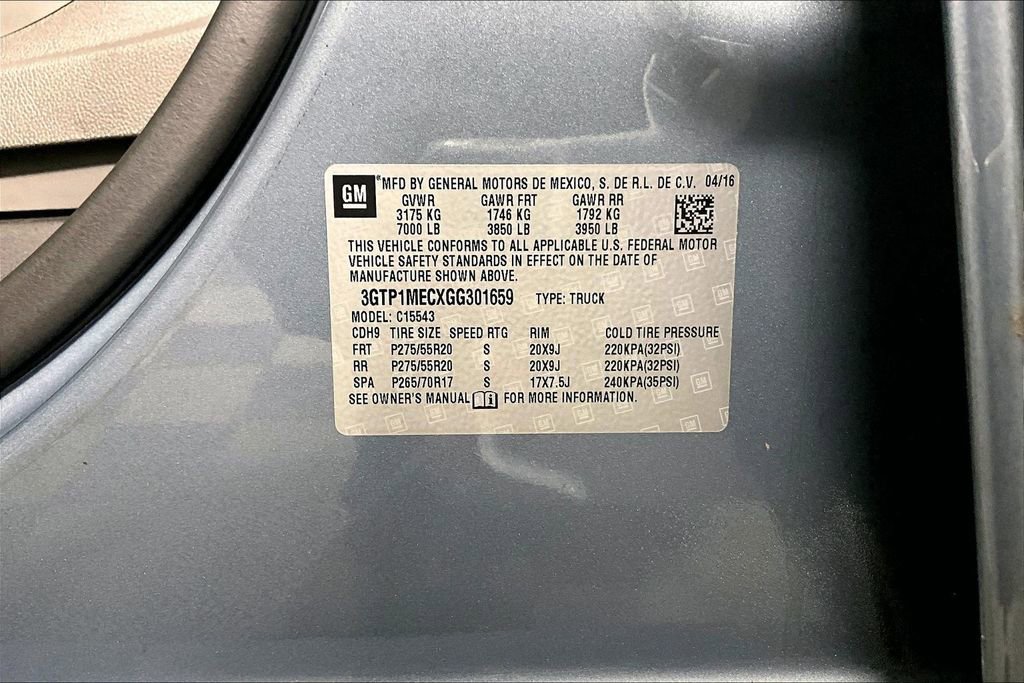 GM *MFD BY GENERAL MOTORS DE MEXICO, S. DE R.L. DE C.V. 04/16
GVWR GAWR FRT GAWR RR
3175 KG 1746 KG 1792 KG
7000 LB 3850 LB 3950 LB
THIS VEHICLE CONFORMS TO ALL APPLICABLE U.S. FEDERAL MOTOR
VEHICLE SAFETY STANDARDS IN EFFECT ON THE DATE OF
MANUFACTURE SHOWN ABOVE.
3GTP1MECXGG301659 TYPE: TRUCK
MODEL: C15543
CDH9 TIRE SIZE SPEED RTG RIM COLD TIRE PRESSURE
FRT P275/55R20 S 20X9J 220KPA(32PSI)
RR P275/55R20 S 20X9J 220KPA(32PSI)
SPA P265/70R17 S 17X7.5J 240KPA(35PSI)
SEE OWNER'S MANUAL i FOR MORE INFORMATION.